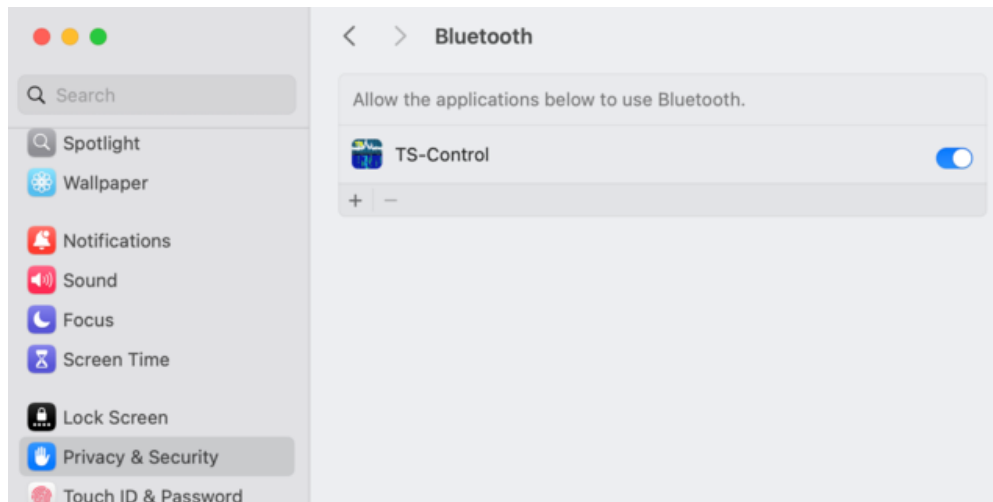 Search
Spotlight
Wallpaper
Notifications
Sound
Focus
Screen Time
Lock Screen
Privacy & Security
Touch ID & Password
Bluetooth
Allow the applications below to use Bluetooth.
TS-Control